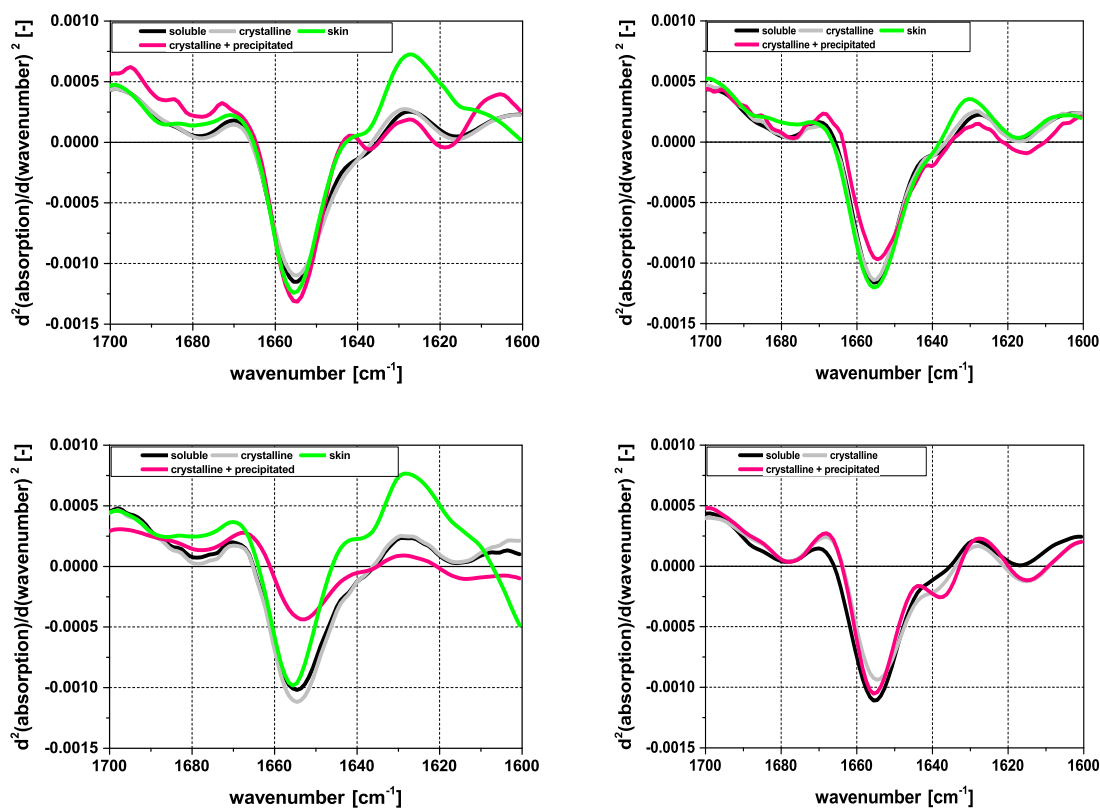 soluble crystalline skin
crystalline + precipitated
0.0010
0.0005
0.0000
-0.0005
-0.0010
-0.0015
d²(absorption)/d(wavenumber) ² [-]
1700 1680 1660 1640 1620 1600
wavenumber [cm⁻¹]
soluble crystalline skin
crystalline + precipitated
0.0010
0.0005
0.0000
-0.0005
-0.0010
-0.0015
d²(absorption)/d(wavenumber) ² [-]
1700 1680 1660 1640 1620 1600
wavenumber [cm⁻¹]
soluble crystalline skin
crystalline + precipitated
0.0010
0.0005
0.0000
-0.0005
-0.0010
-0.0015
d²(absorption)/d(wavenumber) ² [-]
1700 1680 1660 1640 1620 1600
wavenumber [cm⁻¹]
soluble crystalline
crystalline + precipitated
0.0010
0.0005
0.0000
-0.0005
-0.0010
-0.0015
d²(absorption)/d(wavenumber) ² [-]
1700 1680 1660 1640 1620 1600
wavenumber [cm⁻¹]